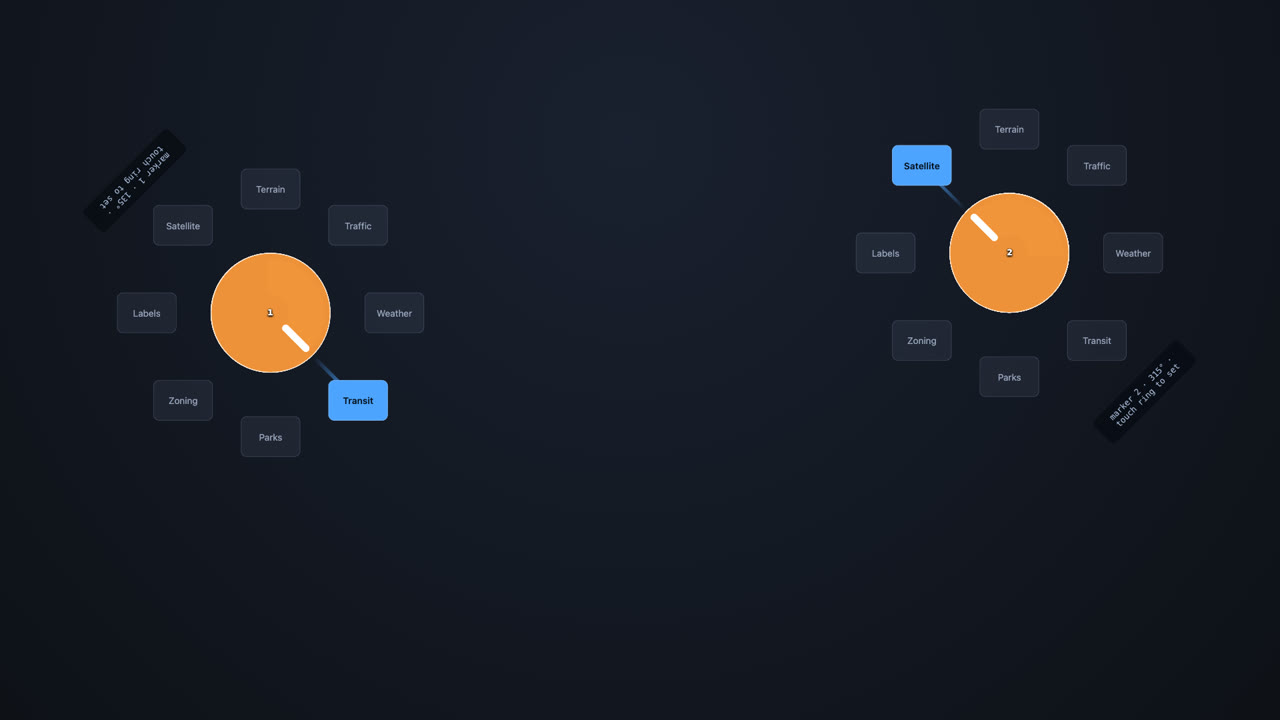 marker 1 · 135° ·
touch ring to set
Terrain
Satellite
Traffic
Labels
1
Weather
Zoning
Transit
Parks
Terrain
Satellite
Traffic
Labels
2
Weather
Zoning
Transit
Parks
marker 2 · 315° ·
touch ring to set